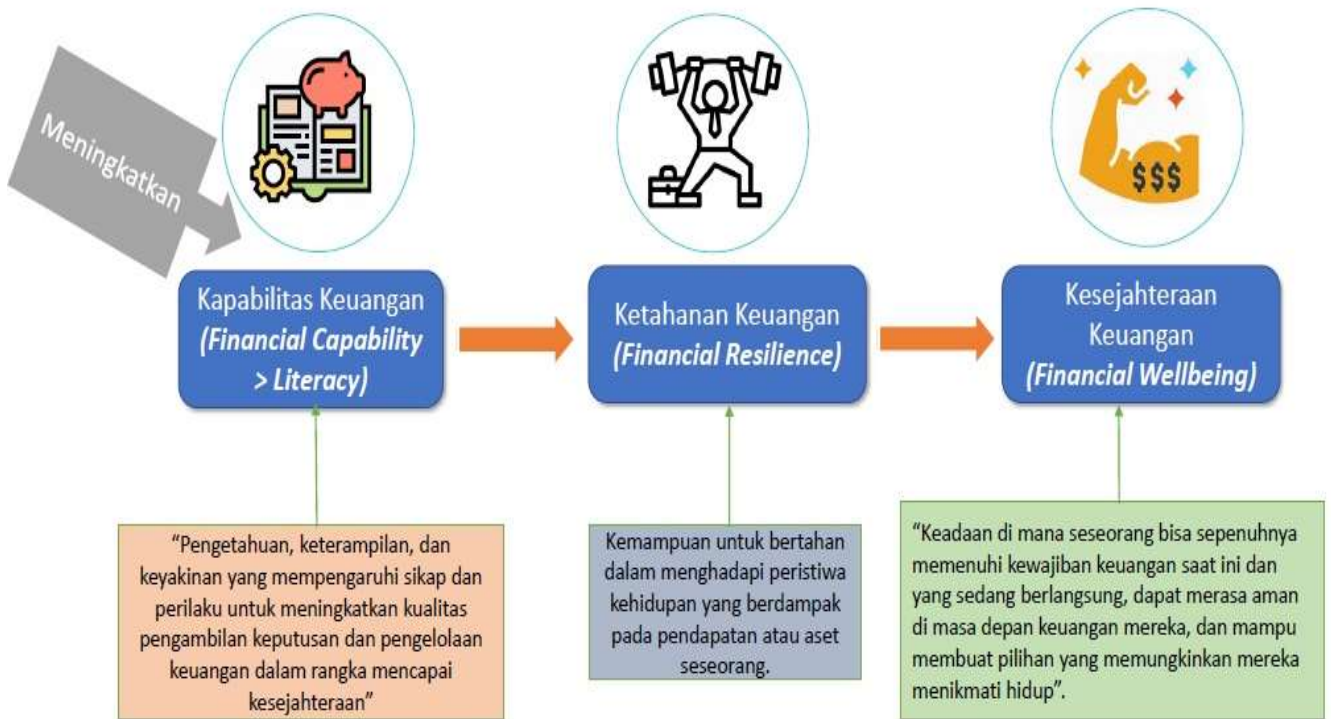 Meningkatkan
$$$
Kapabilitas Keuangan
(Financial Capability
> Literacy)
Ketahanan Keuangan
(Financial Resilience)
Kesejahteraan
Keuangan
(Financial Wellbeing)
“Pengetahuan, keterampilan, dan
keyakinan yang mempengaruhi sikap dan
perilaku untuk meningkatkan kualitas
pengambilan keputusan dan pengelolaan
keuangan dalam rangka mencapai
kesejahteraan”
Kemampuan untuk bertahan
dalam menghadapi peristiwa
kehidupan yang berdampak
pada pendapatan atau aset
seseorang.
“Keadaan di mana seseorang bisa sepenuhnya
memenuhi kewajiban keuangan saat ini dan
yang sedang berlangsung, dapat merasa aman
di masa depan keuangan mereka, dan mampu
membuat pilihan yang memungkinkan mereka
menikmati hidup”.